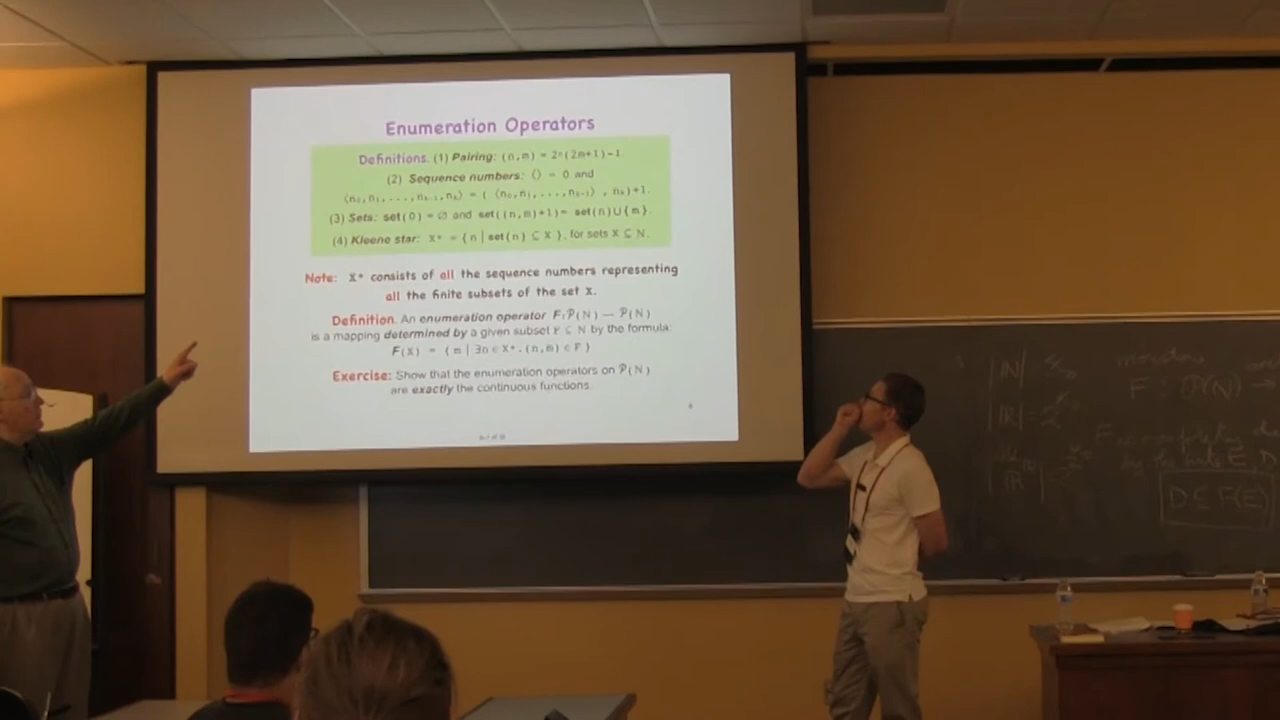 Enumeration Operators
Definitions. (1) Pairing: (n,m) = 2ⁿ(2m+1)-1.
(2) Sequence numbers: ⟨⟩ = 0 and
⟨n₀,n₁,...,nₖ₋₁,nₖ⟩ = (⟨n₀,n₁,...,nₖ₋₁⟩, nₖ)+1.
(3) Sets: set(0) = ∅ and set((n,m)+1) = set(n)∪{m}.
(4) Kleene star: X* = {n | set(n) ⊆ X}, for sets X ⊆ N.
Note: X* consists of all the sequence numbers representing
all the finite subsets of the set X.
Definition. An enumeration operator F:P(N) → P(N)
is a mapping determined by a given subset F ⊆ N by the formula:
F(X) = {m | ∃n ∈ X*. (n,m) ∈ F}
Exercise: Show that the enumeration operators on P(N)
are exactly the continuous functions.
|N|
F : P(N) →
|R| 2
|R|
by
D ⊆ F(E)